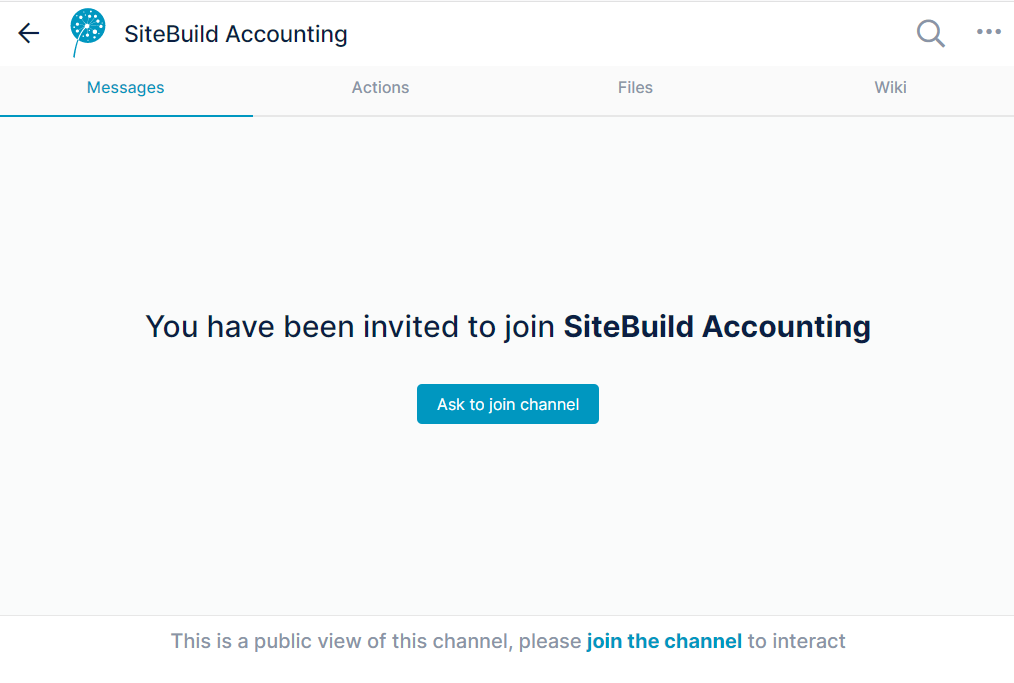 SiteBuild Accounting
Messages Actions Files Wiki
You have been invited to join SiteBuild Accounting
Ask to join channel
This is a public view of this channel, please join the channel to interact